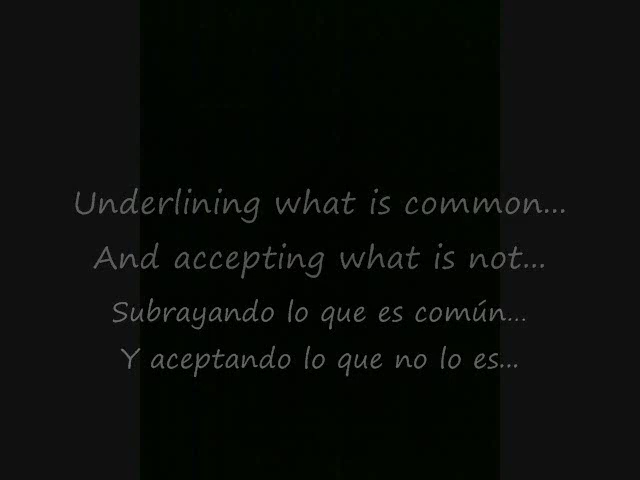 Underlining what is common...
And accepting what is not...
Subrayando lo que es común...
Y aceptando lo que no lo es...